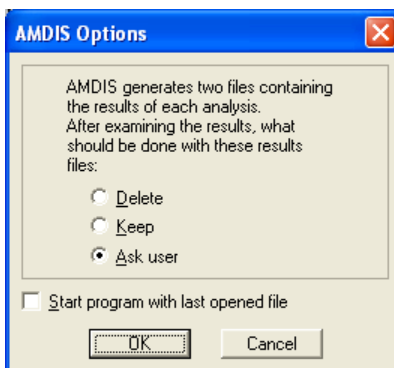 AMDIS Options
AMDIS generates two files containing
the results of each analysis.
After examining the results, what
should be done with these results
files:
Delete
Keep
Ask user
Start program with last opened file
OK
Cancel